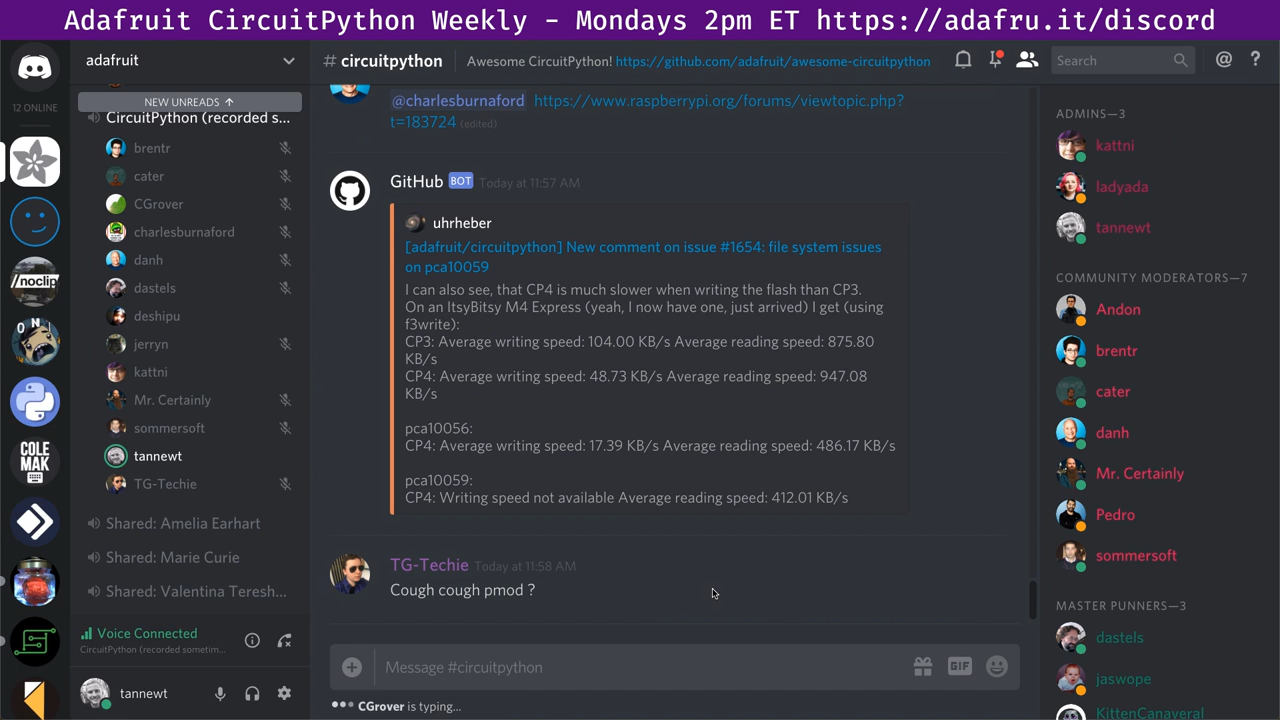 Adafruit CircuitPython Weekly - Mondays 2pm ET https://adafru.it/discord
12 ONLINE
/noclip
O N
COLE
MAK
adafruit
NEW UNREADS ↑
CircuitPython (recorded s...
brentr
cater
CGrover
charlesburnaford
danh
dastels
deshipu
jerryn
kattni
Mr. Certainly
sommersoft
tannewt
TG-Techie
Shared: Amelia Earhart
Shared: Marie Curie
Shared: Valentina Teresh...
Voice Connected
CircuitPython (recorded sometim...
tannewt
# circuitpython
Awesome CircuitPython! https://github.com/adafruit/awesome-circuitpython
Search
@charlesburnaford https://www.raspberrypi.org/forums/viewtopic.php?
t=183724 (edited)
GitHub BOT Today at 11:57 AM
uhrheber
[adafruit/circuitpython] New comment on issue #1654: file system issues
on pca10059
I can also see, that CP4 is much slower when writing the flash than CP3.
On an ItsyBitsy M4 Express (yeah, I now have one, just arrived) I get (using
f3write):
CP3: Average writing speed: 104.00 KB/s Average reading speed: 875.80
KB/s
CP4: Average writing speed: 48.73 KB/s Average reading speed: 947.08
KB/s
pca10056:
CP4: Average writing speed: 17.39 KB/s Average reading speed: 486.17 KB/s
pca10059:
CP4: Writing speed not available Average reading speed: 412.01 KB/s
TG-Techie Today at 11:58 AM
Cough cough pmod ?
Message #circuitpython
GIF
CGrover is typing...
ADMINS—3
kattni
ladyada
tannewt
COMMUNITY MODERATORS—7
Andon
brentr
cater
danh
Mr. Certainly
Pedro
sommersoft
MASTER PUNNERS—3
dastels
jaswope
KittenCanaveral